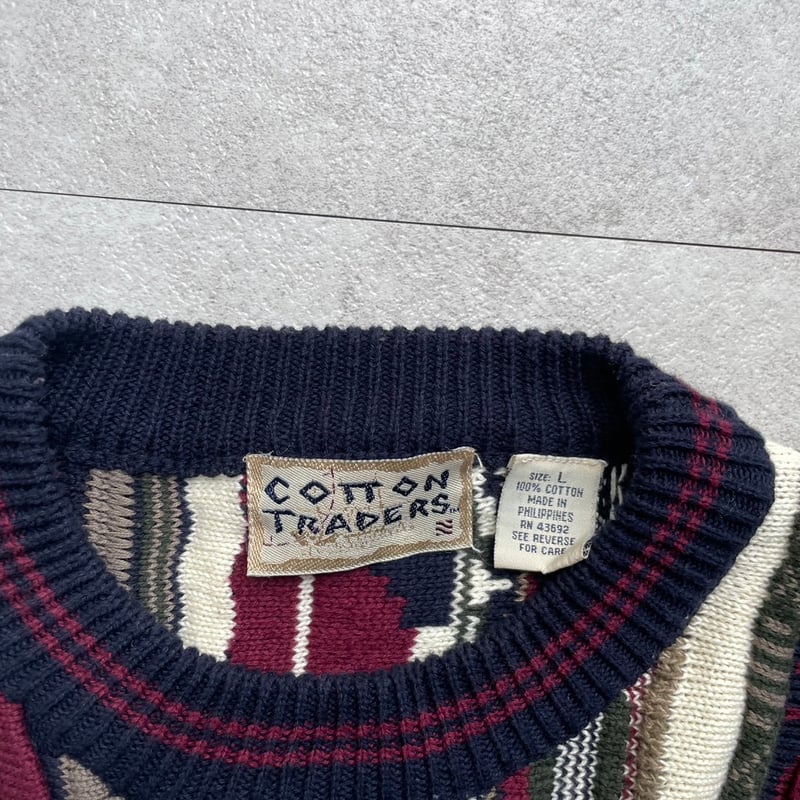 COTTON
TRADERS
SIZE: L
100% COTTON
MADE IN
PHILIPPINES
RN 43692
SEE REVERSE
FOR CARE